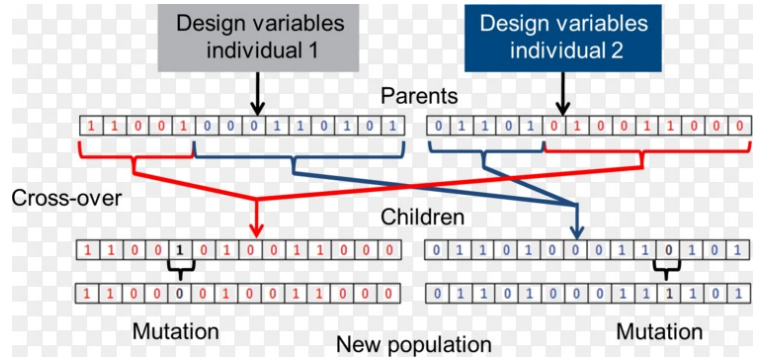 Design variables
individual 1
Design variables
individual 2
Parents
1 1 0 0 1 0 0 0 1 1 0 1 0 1
0 1 1 0 1 0 1 0 0 1 1 0 0 0
Cross-over
Children
1 1 0 0 1 0 1 0 0 1 1 0 0 0
0 1 1 0 1 0 0 0 1 1 0 1 0 1
1 1 0 0 0 0 1 0 0 1 1 0 0 0
0 1 1 0 1 0 0 0 1 1 1 1 0 1
Mutation
Mutation
New population